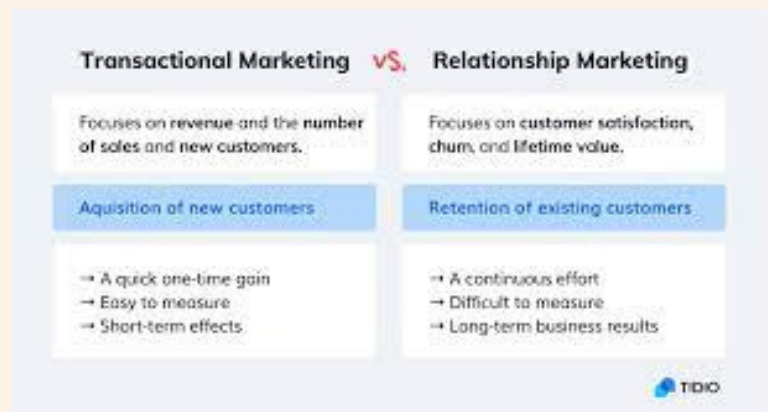 Transactional Marketing vs. Relationship Marketing
Focuses on revenue and the number
of sales and new customers.
Focuses on customer satisfaction,
churn, and lifetime value.
Aquisition of new customers
Retention of existing customers
→ A quick one-time gain
→ Easy to measure
→ Short-term effects
→ A continuous effort
→ Difficult to measure
→ Long-term business results
TIDIO